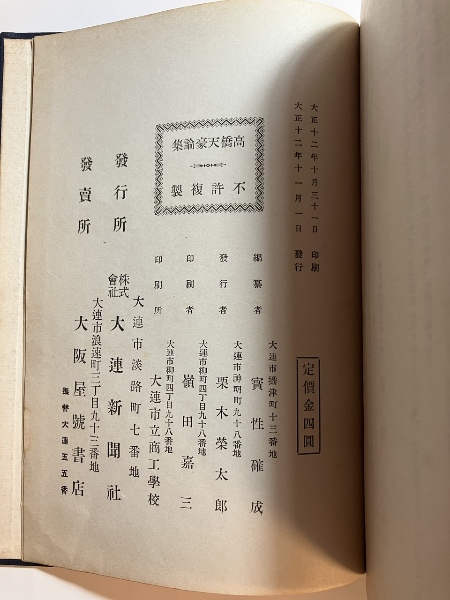 大正十二年十月三十一日 印刷
大正十二年十一月一日 發行
定價金四圓
高橋天豪論集
不許複製
編纂者 大連市攝津町十三番地
寶性確成
發行者 大連市神明町九十八番地
栗木榮太郎
印刷者 大連市柳町四丁目九十八番地
嶺田嘉三
印刷所 大連市柳町四丁目九十八番地
大連市立商工學校
大連市淡路町七番地
發行所 株式會社 大連新聞社
大連市浪速町二丁目九十三番地
發賣所 大阪屋號書店
振替大連五五番